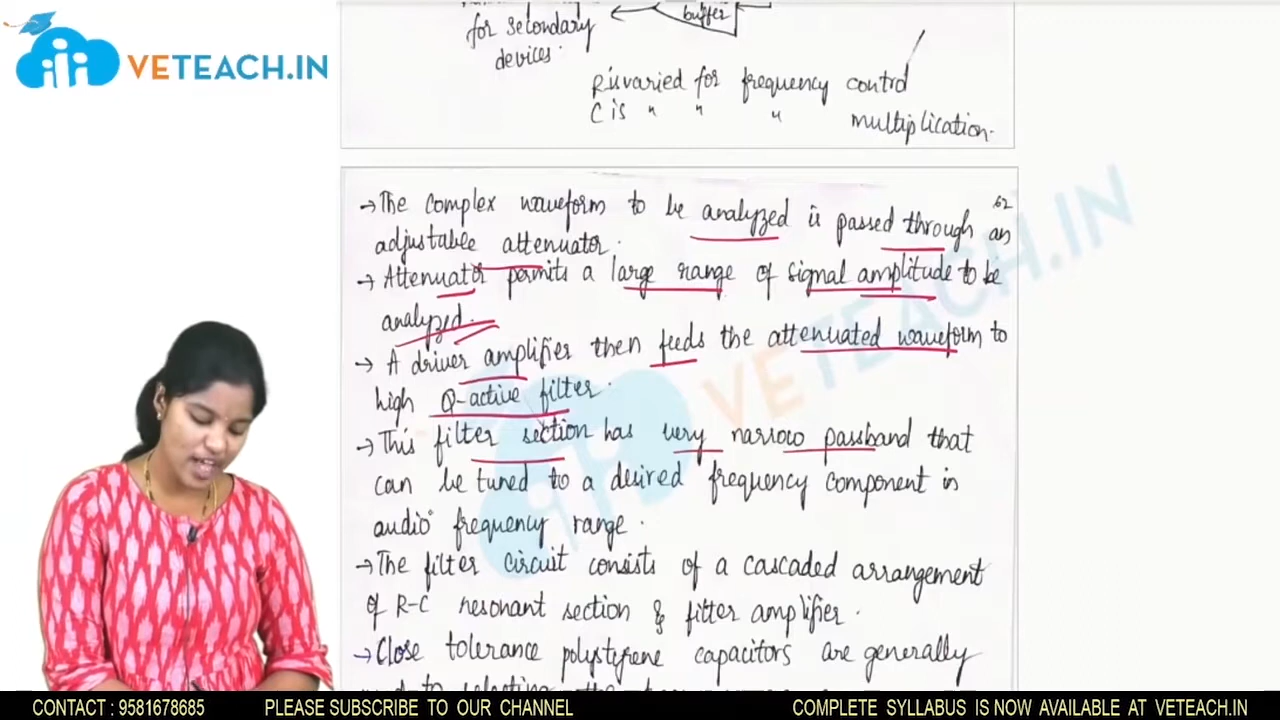 VETEACH.IN
for secondary
devices.
buffer
R is varied for frequency control
C is " " " multiplication.
62
→The complex waveform to be analyzed is passed through an
adjustable attenuator.
→ Attenuator permits a large range of signal amplitude to be
analyzed.
→ A driver amplifier then feeds the attenuated waveform to
high Q-active filter.
→ This filter section has very narrow passband that
can be tuned to a desired frequency component in
audio frequency range.
→The filter circuit consists of a cascaded arrangement
of R-C resonant section & filter amplifier.
→Close tolerance polystyrene capacitors are generally
VETEACH.IN
CONTACT : 9581678685 PLEASE SUBSCRIBE TO OUR CHANNEL COMPLETE SYLLABUS IS NOW AVAILABLE AT VETEACH.IN